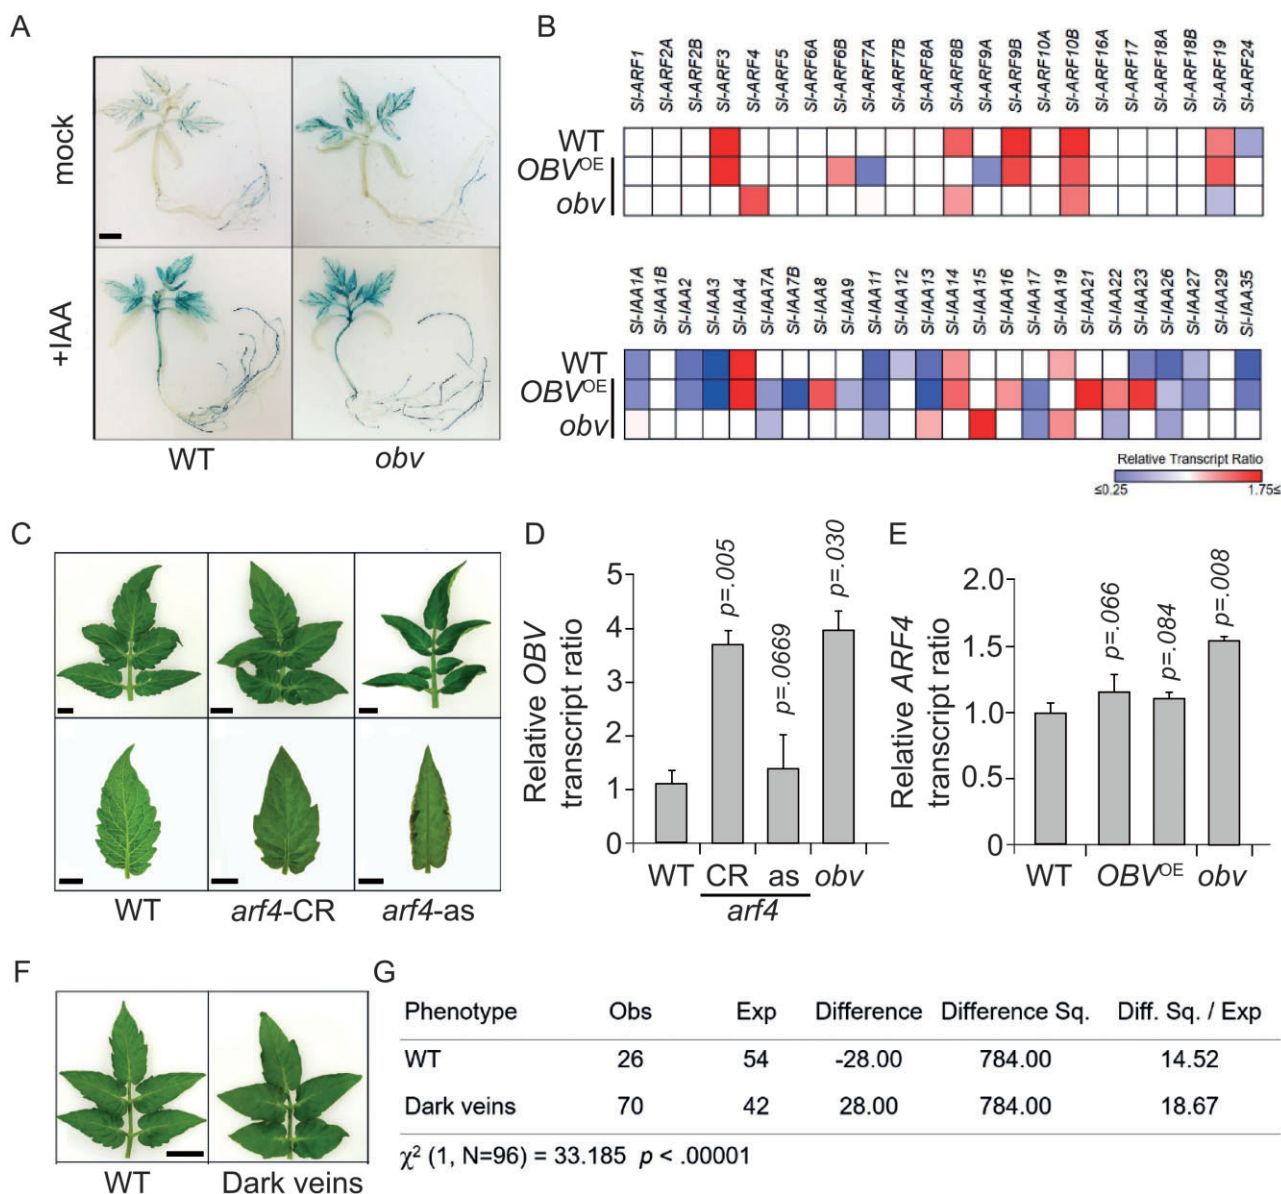 A
mock
+IAA
WT
obv
B
Sl-ARF1
Sl-ARF2A
Sl-ARF2B
Sl-ARF3
Sl-ARF4
Sl-ARF5
Sl-ARF6A
Sl-ARF6B
Sl-ARF7A
Sl-ARF7B
Sl-ARF8A
Sl-ARF8B
Sl-ARF9A
Sl-ARF9B
Sl-ARF10A
Sl-ARF10B
Sl-ARF16A
Sl-ARF17
Sl-ARF18A
Sl-ARF18B
Sl-ARF19
Sl-ARF24
WT
OBVOE
obv
Sl-IAA1A
Sl-IAA1B
Sl-IAA2
Sl-IAA3
Sl-IAA4
Sl-IAA7A
Sl-IAA7B
Sl-IAA8
Sl-IAA9
Sl-IAA11
Sl-IAA12
Sl-IAA13
Sl-IAA14
Sl-IAA15
Sl-IAA16
Sl-IAA17
Sl-IAA19
Sl-IAA21
Sl-IAA22
Sl-IAA23
Sl-IAA26
Sl-IAA27
Sl-IAA29
Sl-IAA35
WT
OBVOE
obv
Relative Transcript Ratio
≤0.25 1.75≤
C
WT
arf4-CR
arf4-as
D
Relative OBV
transcript ratio
5
4
3
2
1
0
p=.005
p=.0669
p=.030
WT CR as obv
arf4
E
Relative ARF4
transcript ratio
2.0
1.5
1.0
0.5
0
p=.066
p=.084
p=.008
WT OBVOE obv
F
WT
Dark veins
G
Phenotype Obs Exp Difference Difference Sq. Diff. Sq. / Exp
WT 26 54 -28.00 784.00 14.52
Dark veins 70 42 28.00 784.00 18.67
χ² (1, N=96) = 33.185 p < .00001